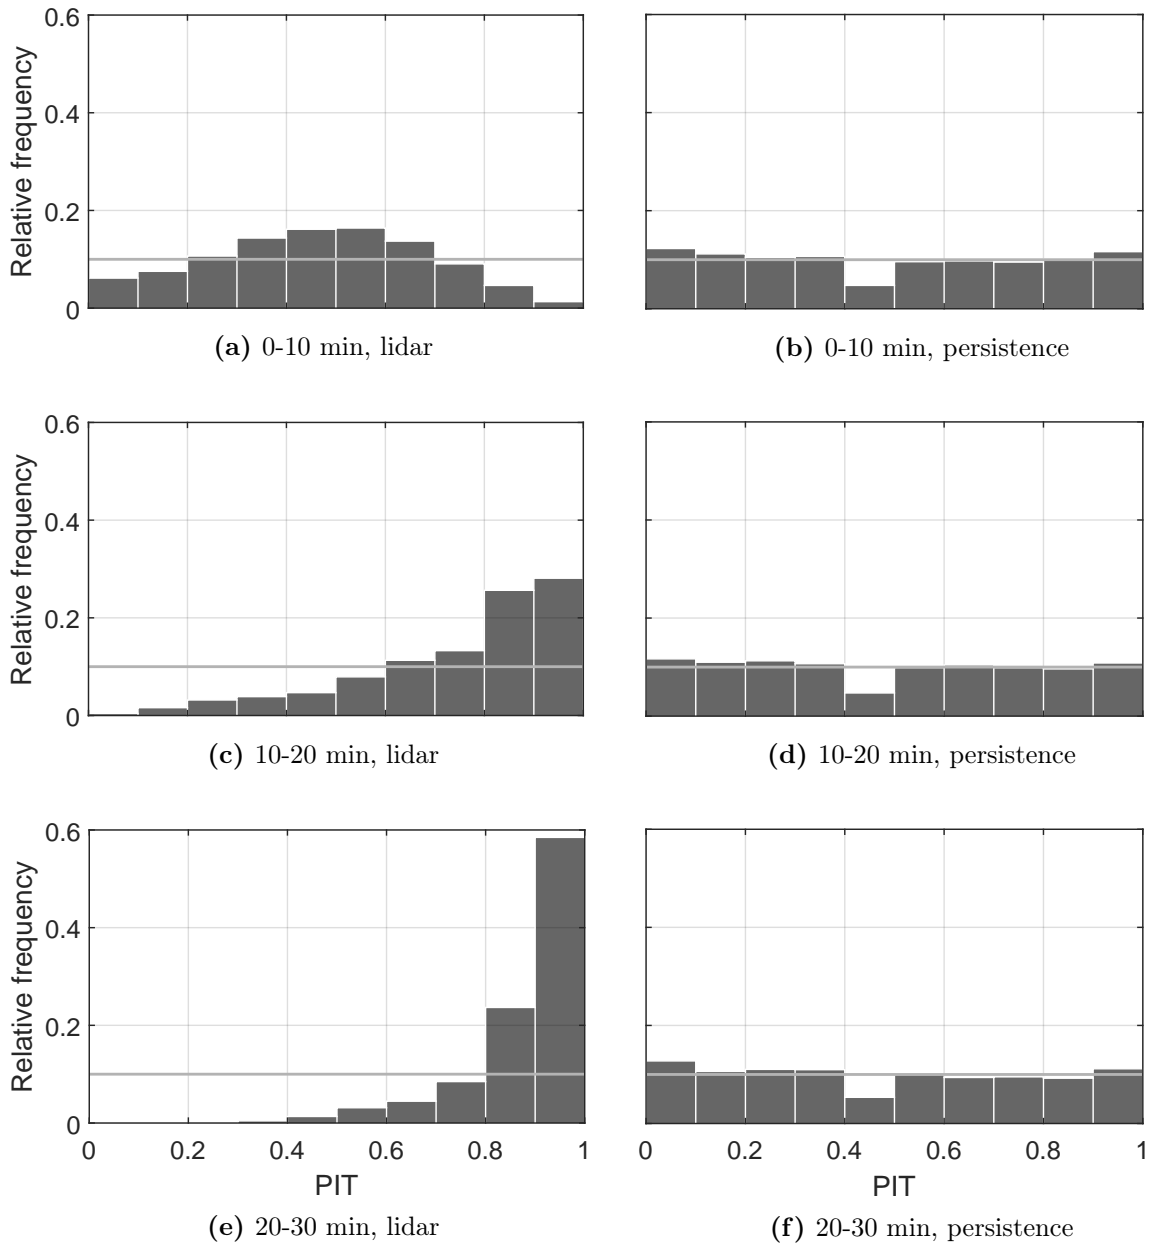 0.6
0.4
0.2
0
Relative frequency
(a) 0-10 min, lidar
(b) 0-10 min, persistence
0.6
0.4
0.2
0
Relative frequency
(c) 10-20 min, lidar
(d) 10-20 min, persistence
0.6
0.4
0.2
0
Relative frequency
0 0.2 0.4 0.6 0.8 1
PIT
0 0.2 0.4 0.6 0.8 1
PIT
(e) 20-30 min, lidar
(f) 20-30 min, persistence